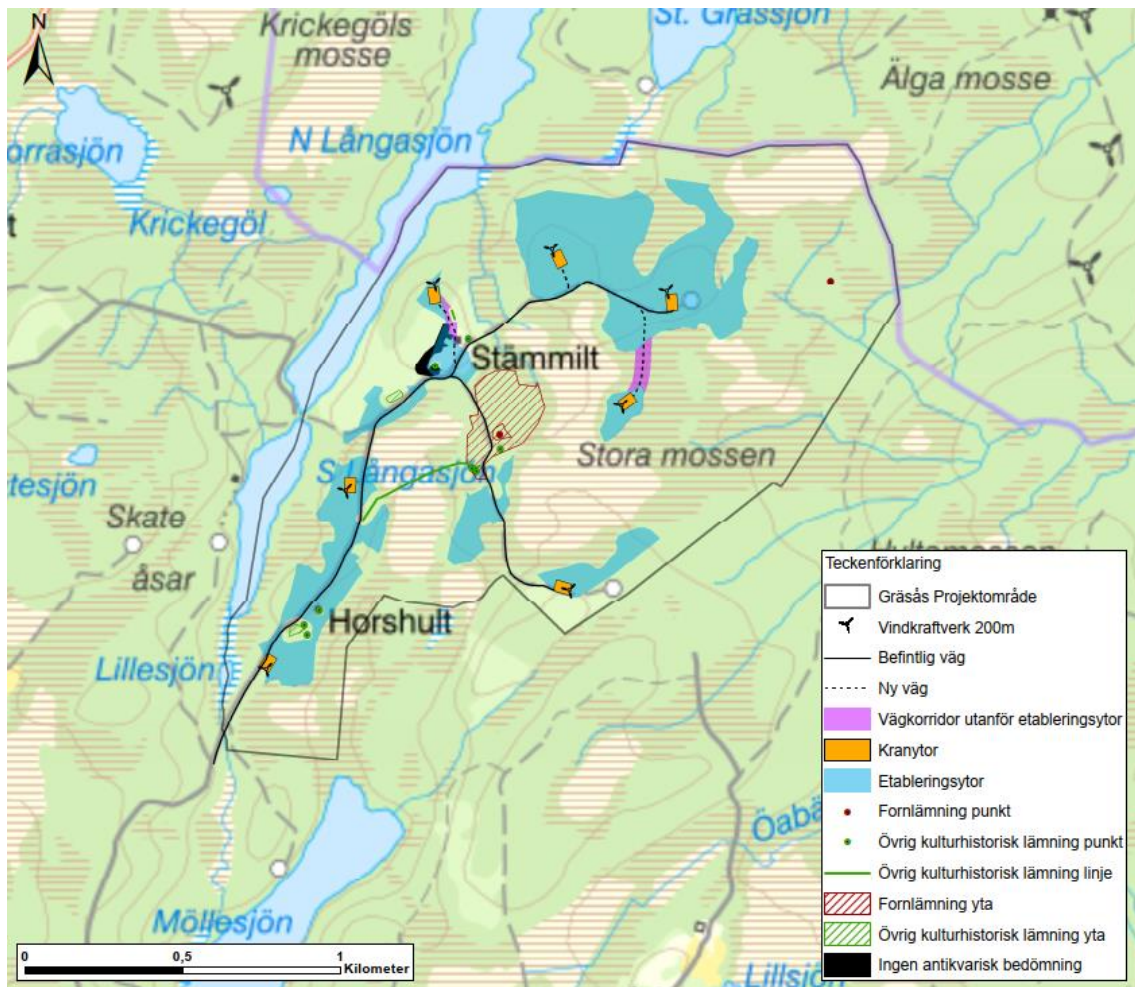 N
Krickegöls
mosse
St. Grässjön
Älga mosse
N Långasjön
orrasjön
Krickegöl
t
Stämmilt
Stora mossen
S Långasjön
tesjön
Skate
åsar
Hultamossen
Horshult
Lillesjön
Möllesjön
Öabä
Lillsjön
Teckenförklaring
Gräsås Projektområde
Vindkraftverk 200m
Befintlig väg
Ny väg
Vägkorridor utanför etableringsytor
Kranytor
Etableringsytor
Fornlämning punkt
Övrig kulturhistorisk lämning punkt
Övrig kulturhistorisk lämning linje
Fornlämning yta
Övrig kulturhistorisk lämning yta
Ingen antikvarisk bedömning
0 0,5 1
Kilometer